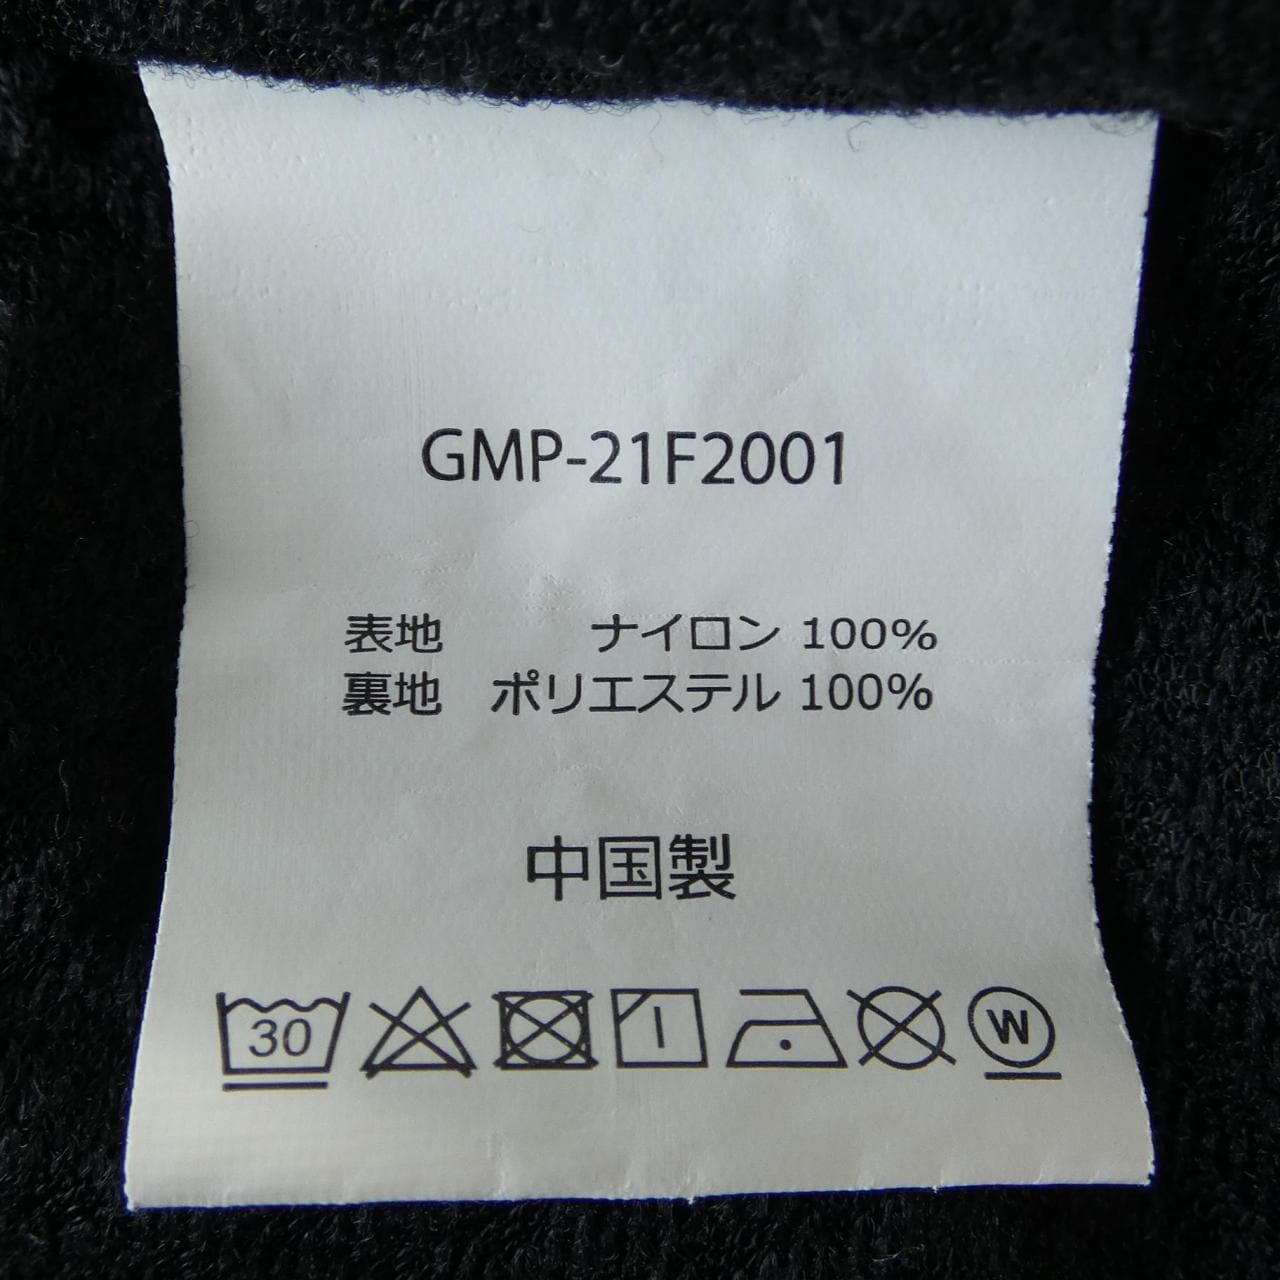 GMP-21F2001
表地 ナイロン 100%
裏地 ポリエステル 100%
中国製
30 W